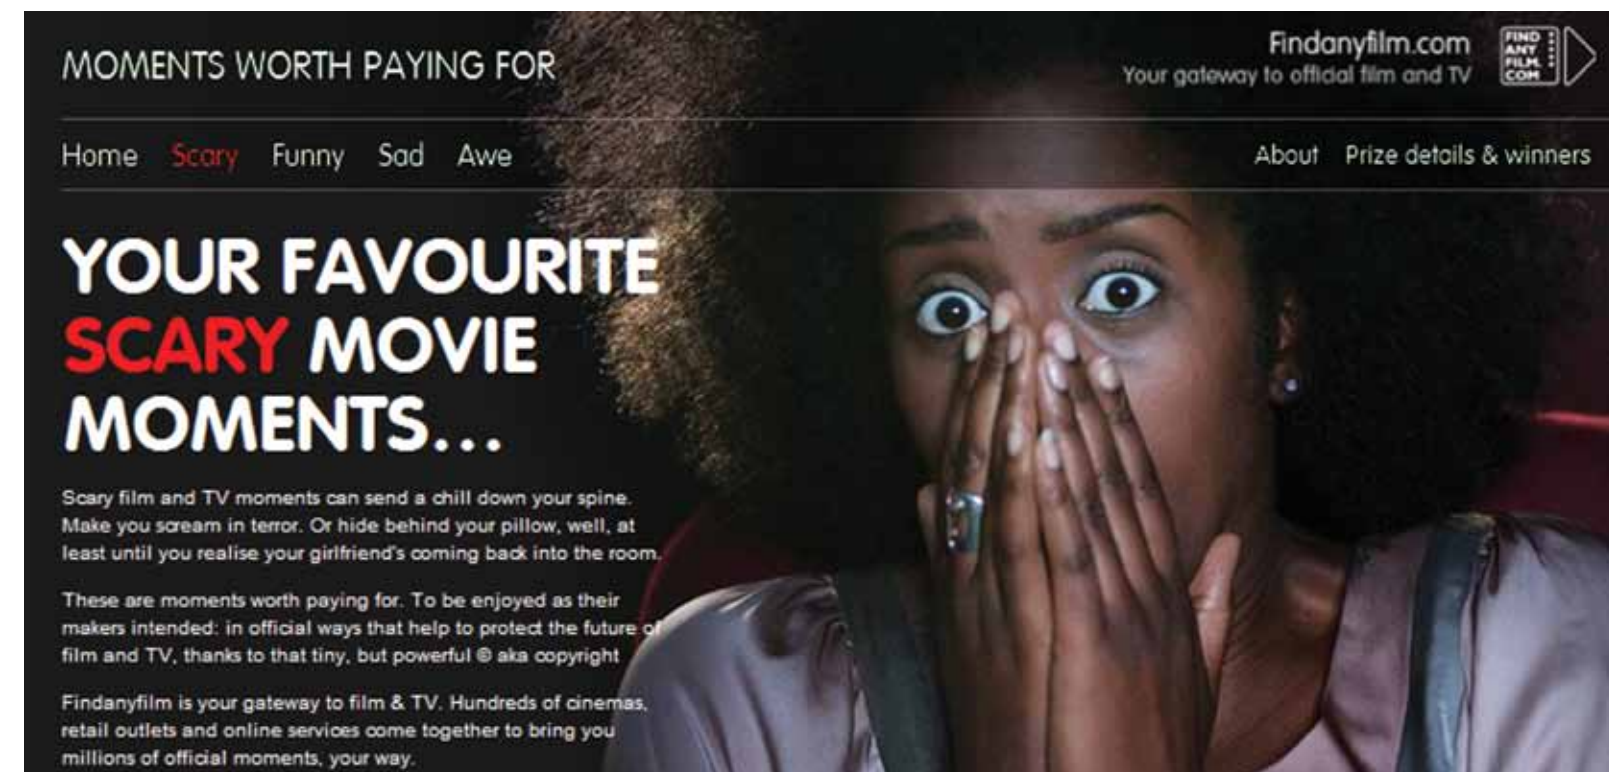 MOMENTS WORTH PAYING FOR
Findanyfilm.com
Your gateway to official film and TV
FIND
ANY
FILM.
COM
Home Scary Funny Sad Awe
About Prize details & winners
YOUR FAVOURITE
SCARY MOVIE
MOMENTS...
Scary film and TV moments can send a chill down your spine.
Make you scream in terror. Or hide behind your pillow, well, at
least until you realise your girlfriend's coming back into the room.
These are moments worth paying for. To be enjoyed as their
makers intended: in official ways that help to protect the future of
film and TV, thanks to that tiny, but powerful © aka copyright
Findanyfilm is your gateway to film & TV. Hundreds of cinemas,
retail outlets and online services come together to bring you
millions of official moments, your way.